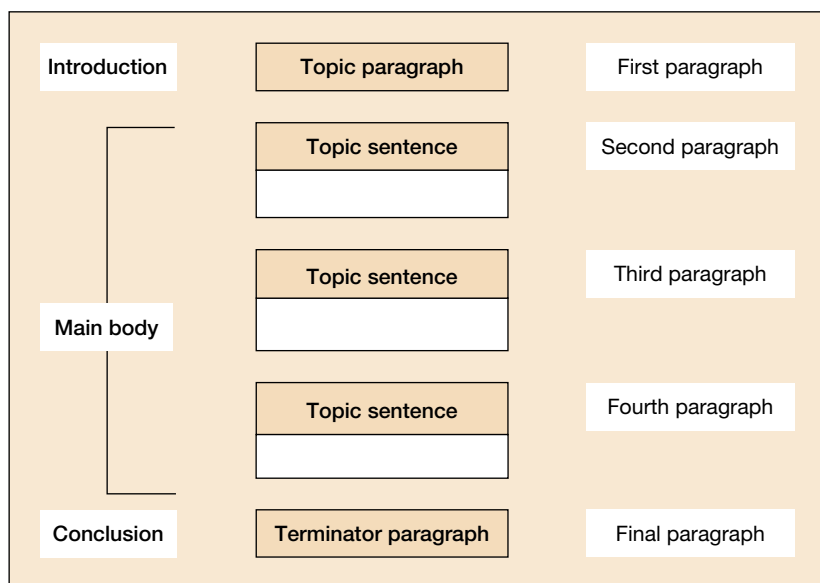 Introduction Topic paragraph First paragraph
Topic sentence Second paragraph
Topic sentence Third paragraph
Main body
Topic sentence Fourth paragraph
Conclusion Terminator paragraph Final paragraph